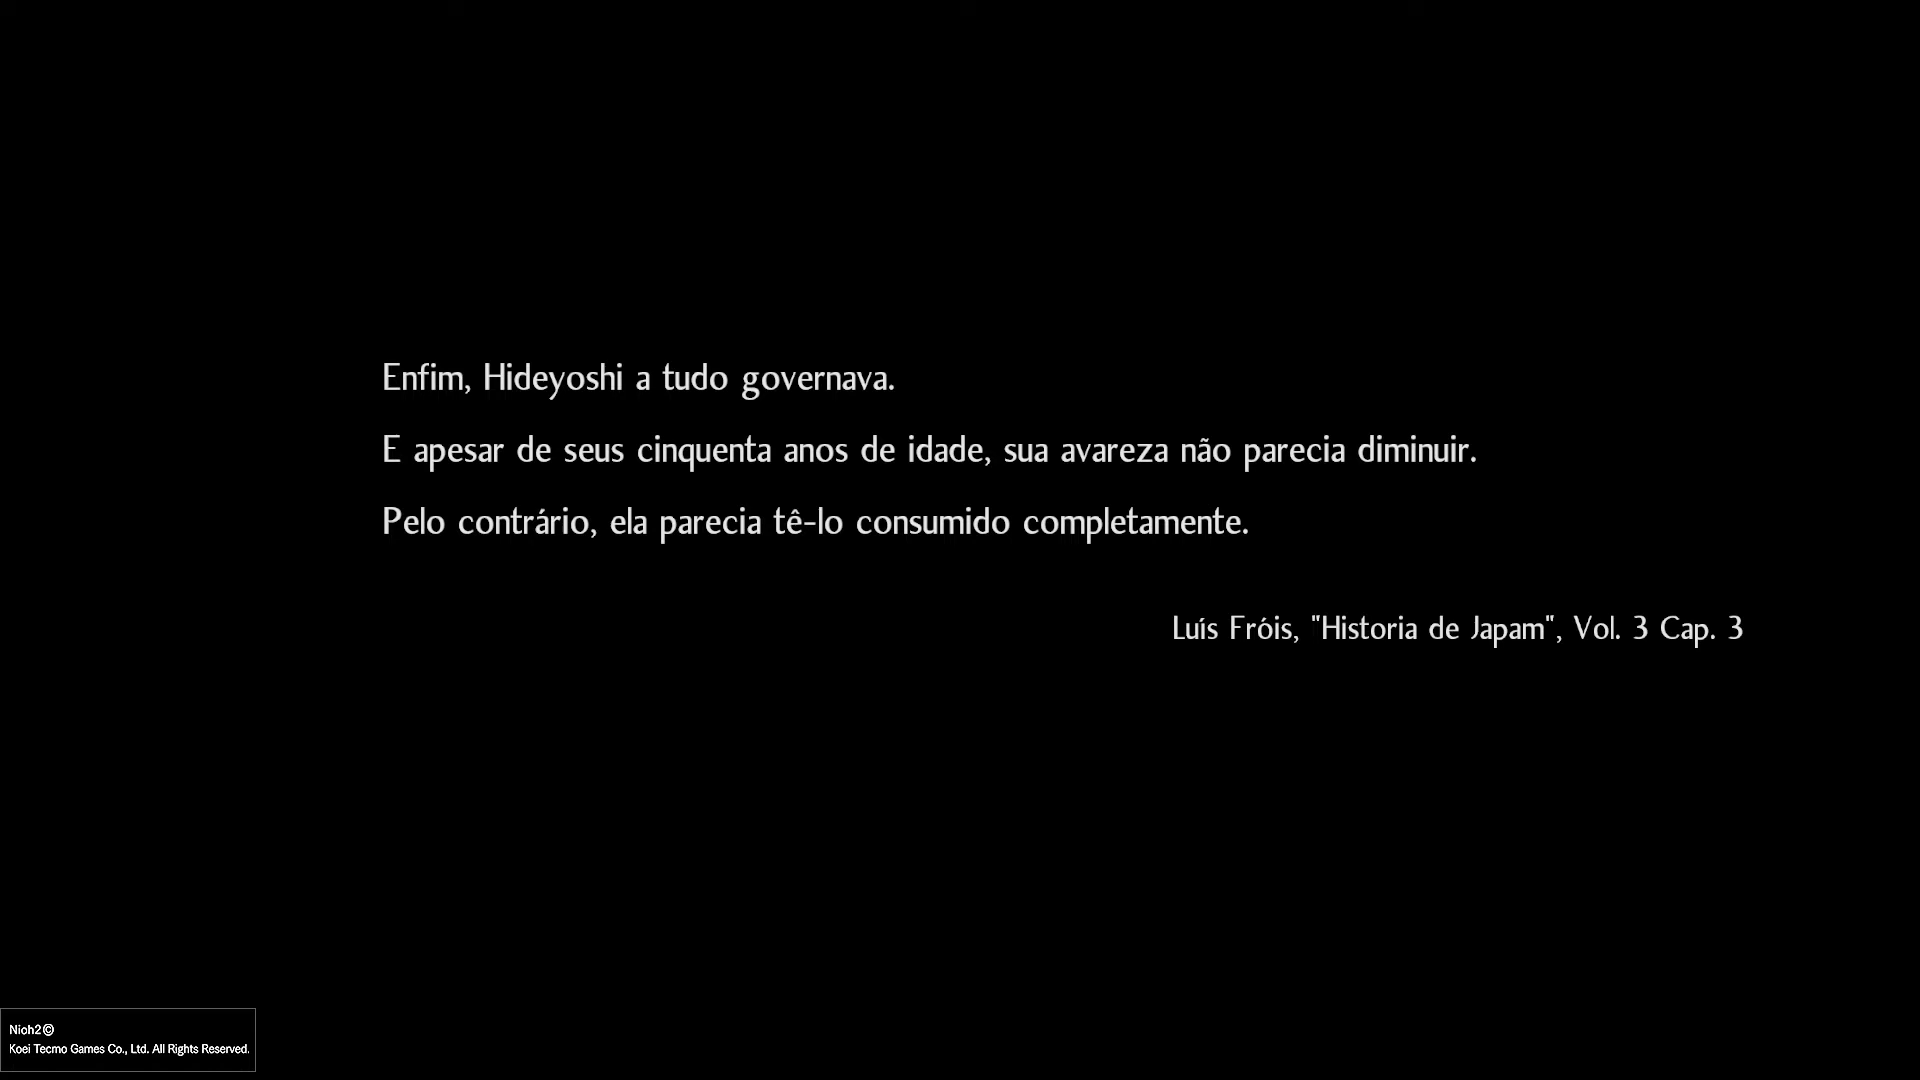 Enfim, Hideyoshi a tudo governava.
E apesar de seus cinquenta anos de idade, sua avareza não parecia diminuir.
Pelo contrário, ela parecia tê-lo consumido completamente.
Luís Fróis, "Historia de Japam", Vol. 3 Cap. 3
Nioh2©
Koei Tecmo Games Co., Ltd. All Rights Reserved.